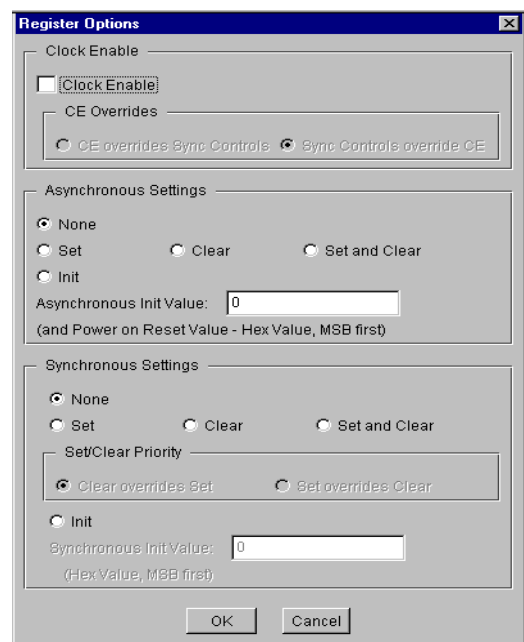 Register Options
Clock Enable
Clock Enable
CE Overrides
CE overrides Sync Controls Sync Controls override CE
Asynchronous Settings
None
Set Clear Set and Clear
Init
Asynchronous Init Value: 0
(and Power on Reset Value - Hex Value, MSB first)
Synchronous Settings
None
Set Clear Set and Clear
Set/Clear Priority
Clear overrides Set Set overrides Clear
Init
Synchronous Init Value: 0
(Hex Value, MSB first)
OK Cancel